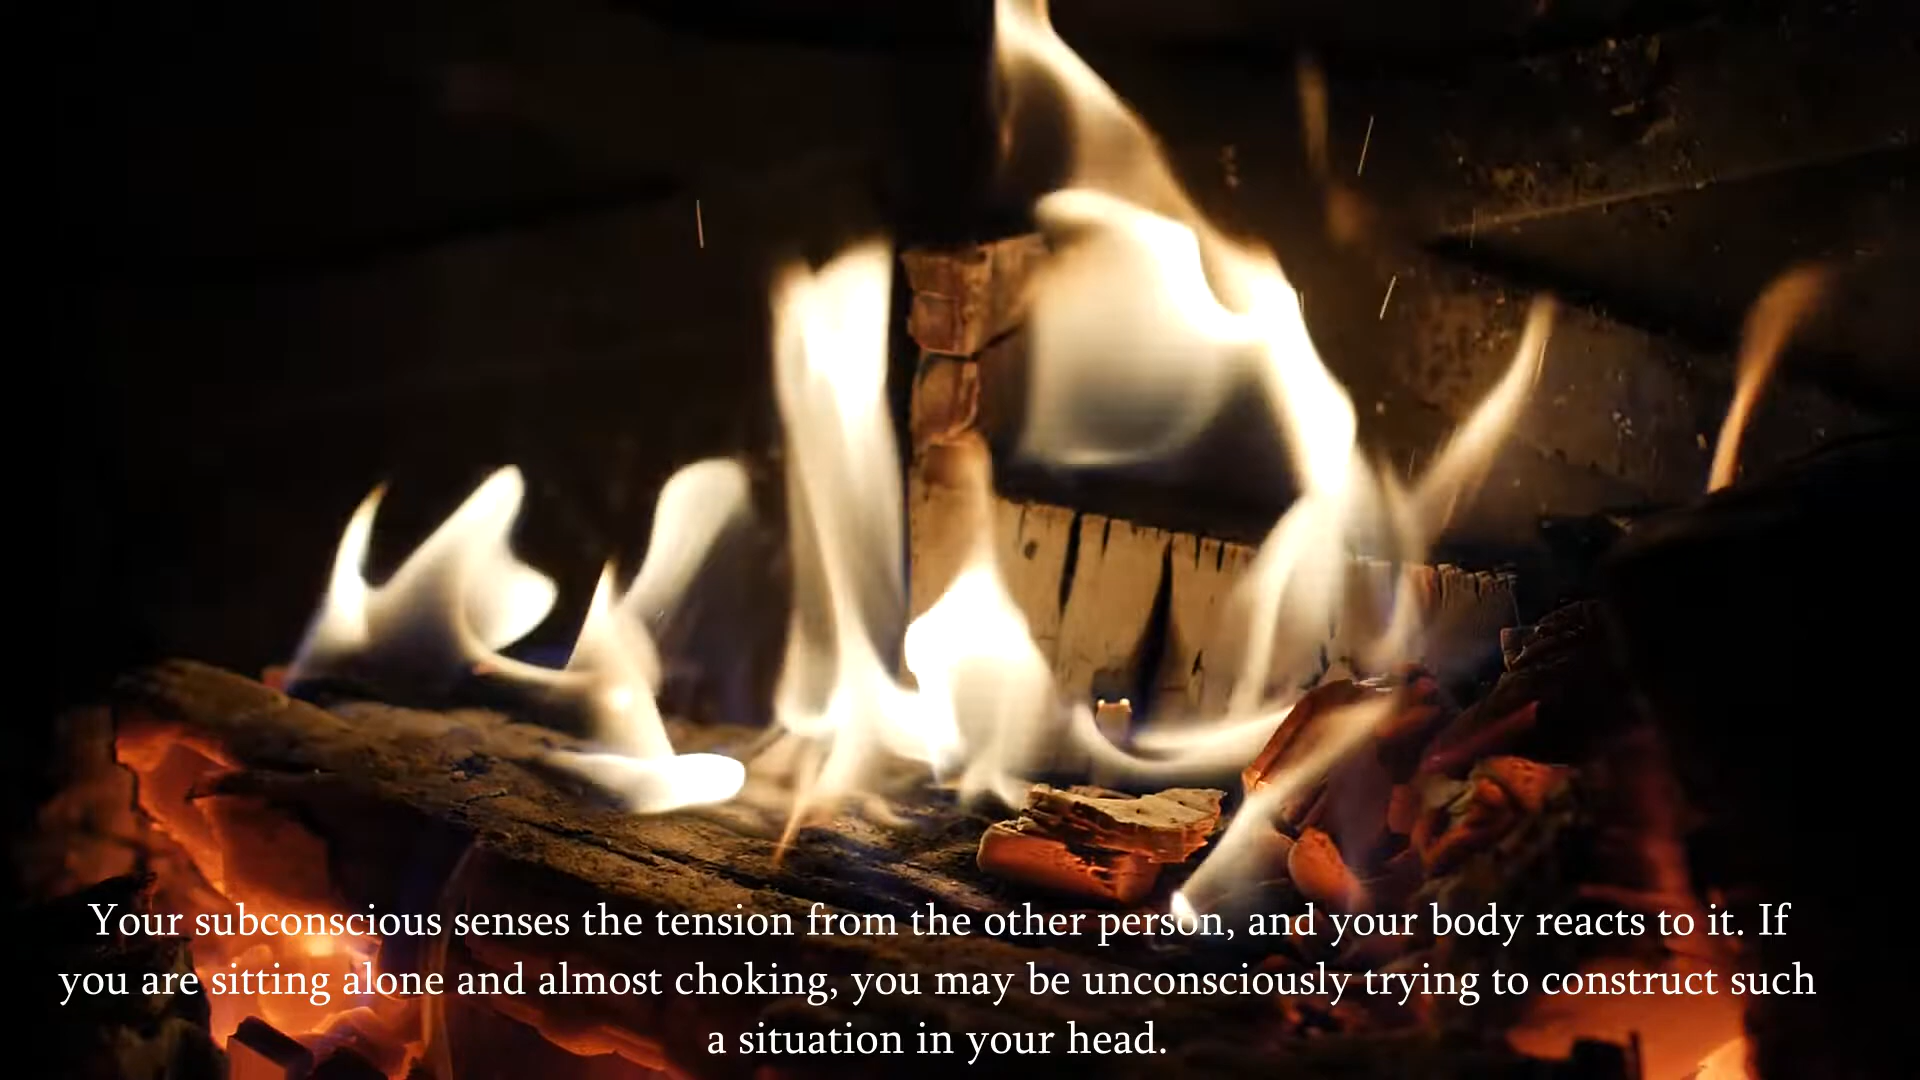 Your subconscious senses the tension from the other person, and your body reacts to it. If
you are sitting alone and almost choking, you may be unconsciously trying to construct such
a situation in your head.